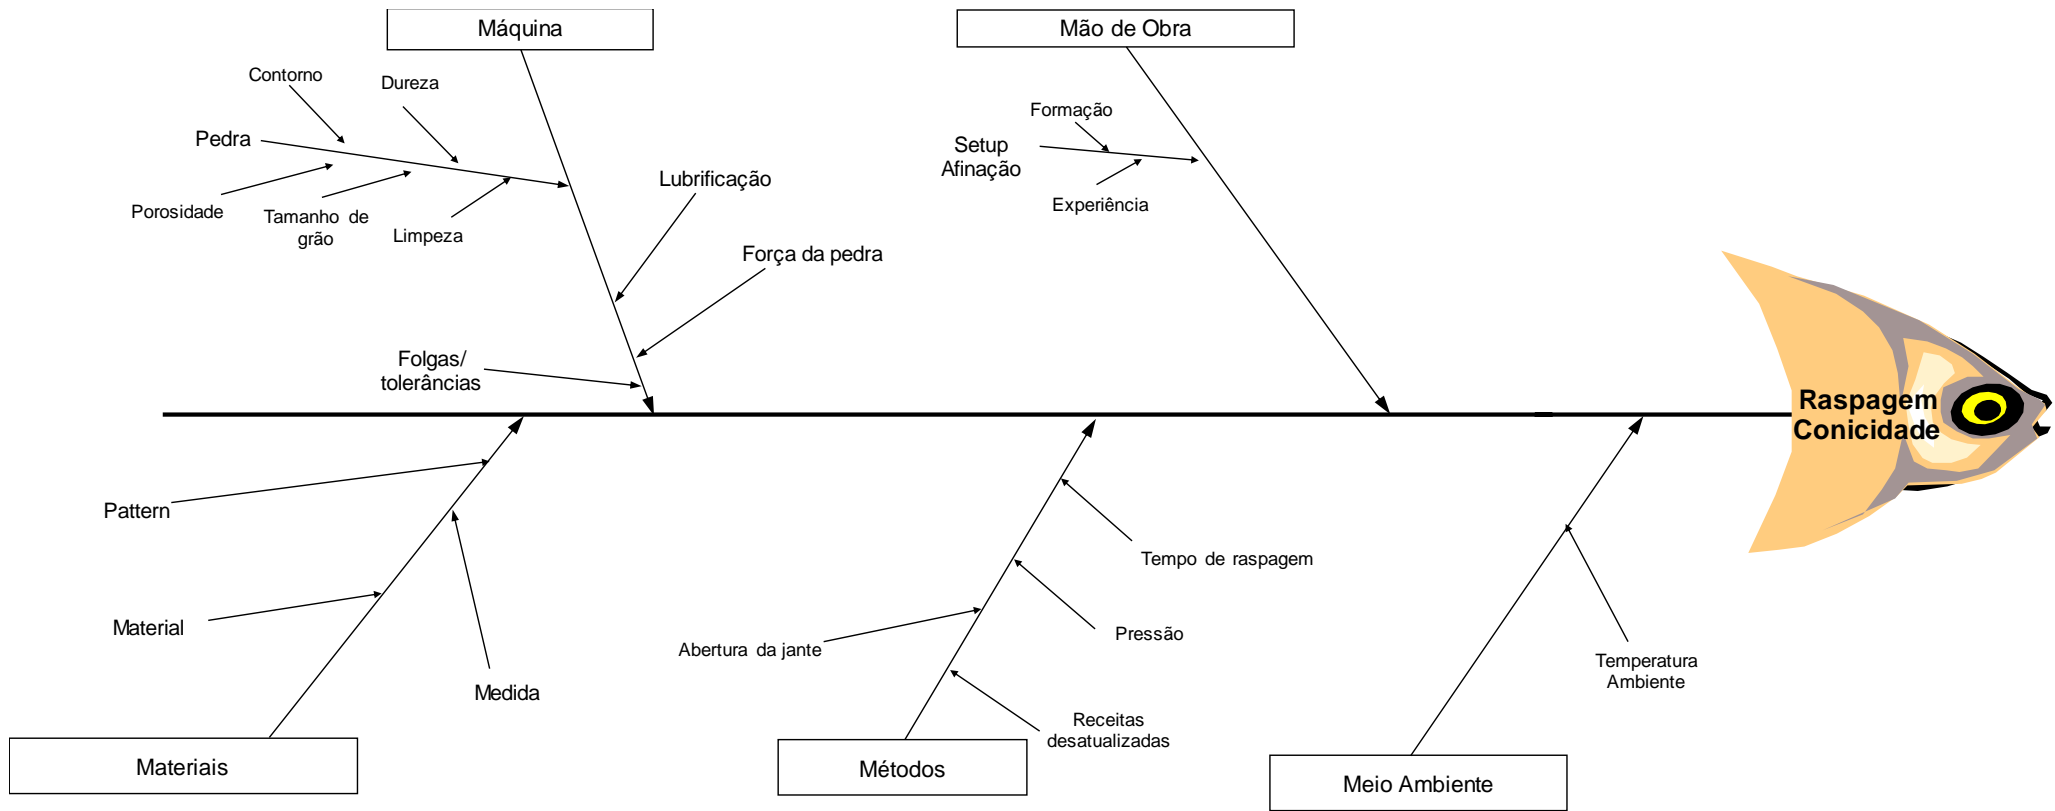 Máquina
Mão de Obra
Contorno
Dureza
Pedra
Porosidade
Tamanho de
grão
Limpeza
Lubrificação
Força da pedra
Folgas/
tolerâncias
Formação
Setup
Afinação
Experiência
Raspagem
Conicidade
Pattern
Material
Medida
Materiais
Tempo de raspagem
Pressão
Abertura da jante
Receitas
desatualizadas
Métodos
Temperatura
Ambiente
Meio Ambiente